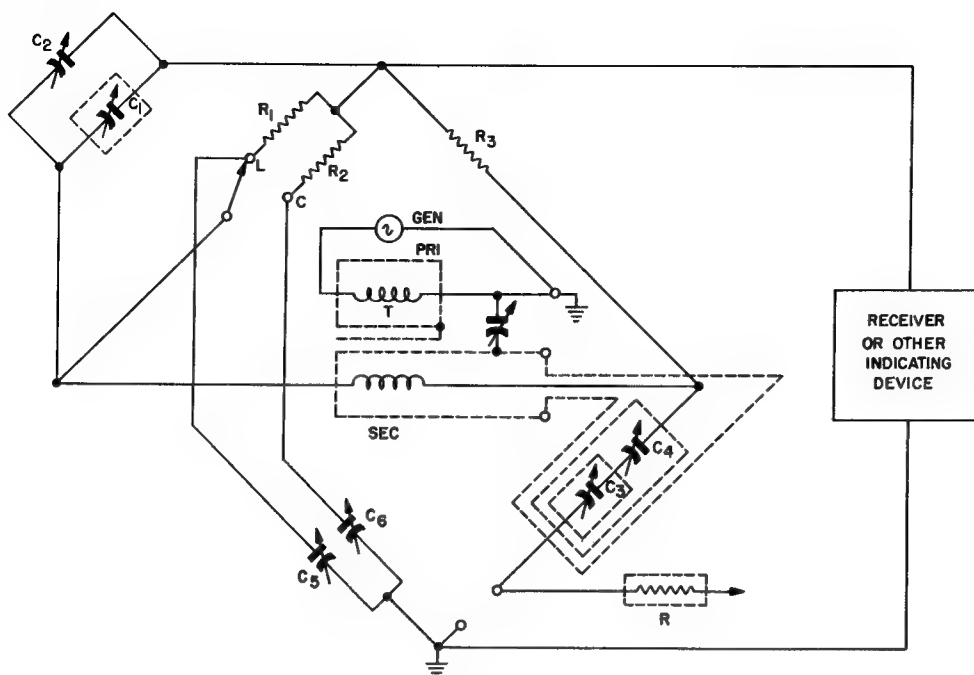 C2
C1
R1
R3
L
R2
C
GEN
PRI
T
RECEIVER
OR OTHER
INDICATING
DEVICE
SEC
C4
C3
C6
C5
R